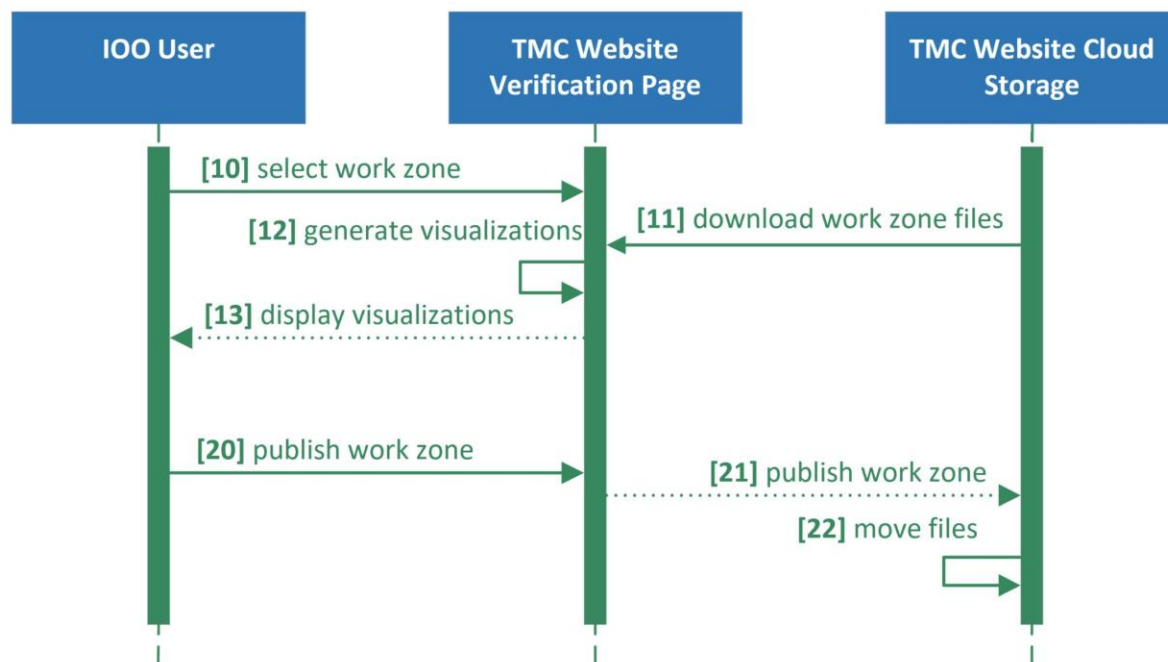 IOO User
TMC Website
Verification Page
TMC Website Cloud
Storage
[10] select work zone
[11] download work zone files
[12] generate visualizations
[13] display visualizations
[20] publish work zone
[21] publish work zone
[22] move files